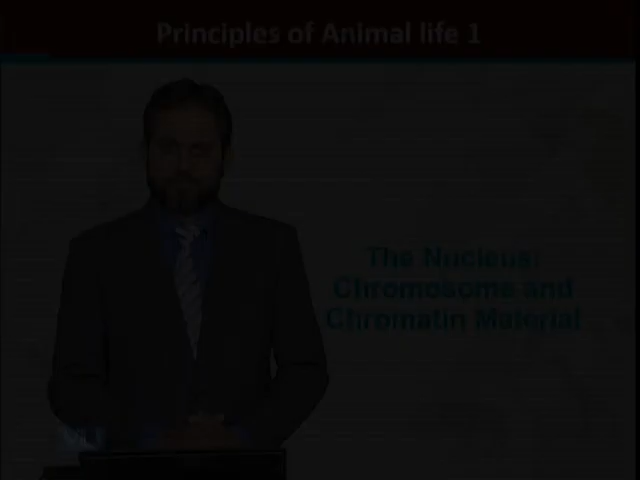 Principles of Animal life 1
The Nucleus:
Chromosome and
Chromatin Material